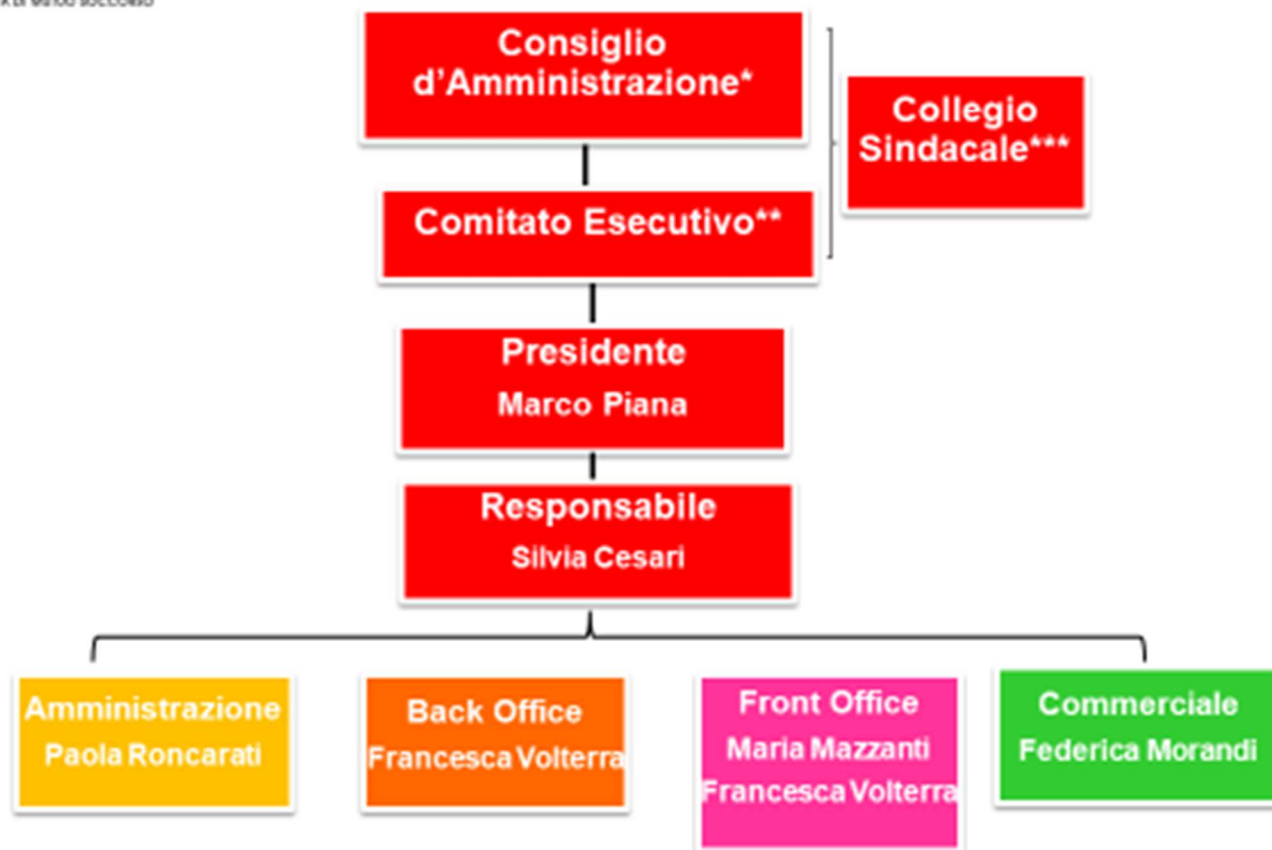 Consiglio
d'Amministrazione*
Collegio
Sindacale***
Comitato Esecutivo**
Presidente
Marco Piana
Responsabile
Silvia Cesari
Amministrazione
Paola Roncarati
Back Office
Francesca Volterra
Front Office
Maria Mazzanti
Francesca Volterra
Commerciale
Federica Morandi